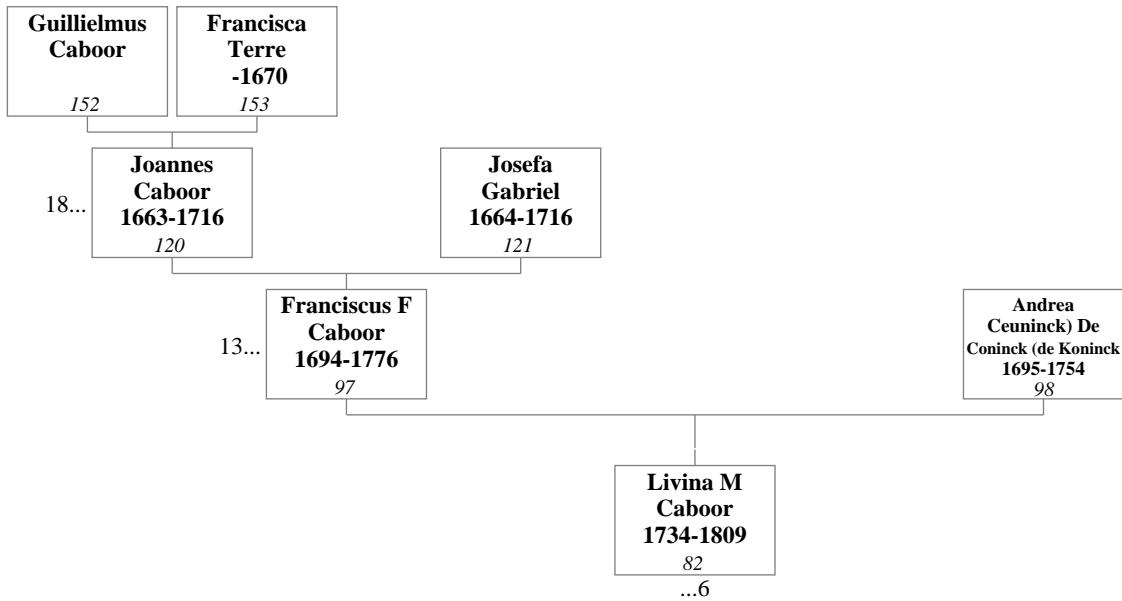 Guillielmus
Caboor
152
Francisca
Terre
-1670
153
18...
Joannes
Caboor
1663-1716
120
Josefa
Gabriel
1664-1716
121
13...
Franciscus F
Caboor
1694-1776
97
Andrea
Ceuninck) De
Coninck (de Koninck
1695-1754
98
Livina M
Caboor
1734-1809
82
...6